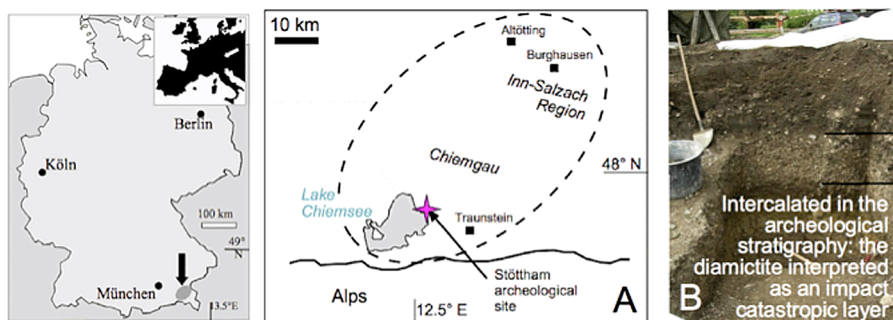 Berlin
Köln
100 km
49°
N
München
13.5°E
10 km
Altötting
Burghausen
Inn-Salzach
Region
48° N
Chiemgau
Lake
Chiemsee
Traunstein
Stöttham
archeological
site
Alps
12.5° E
A
Intercalated in the
archeological
stratigraphy: the
diamictite interpreted
as an impact
catastropic layer
B